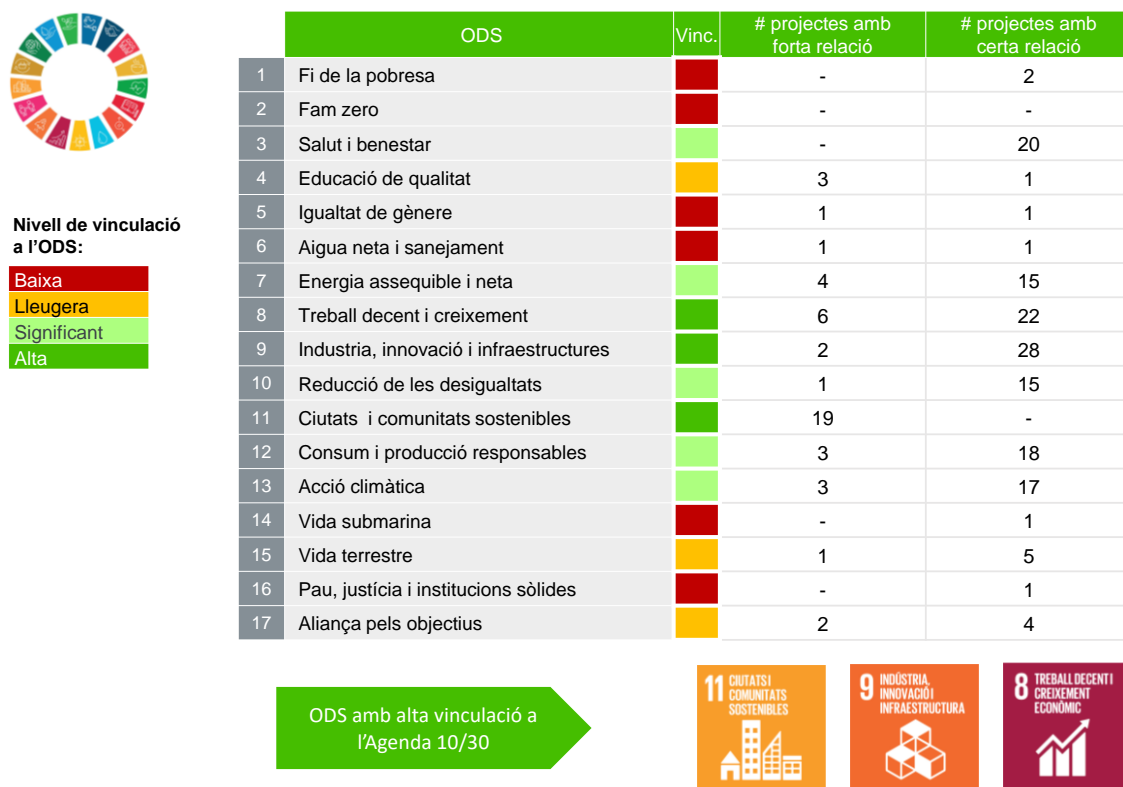 ODS Vinc. # projectes amb forta relació # projectes amb certa relació
1 Fi de la pobresa - 2
2 Fam zero - -
3 Salut i benestar - 20
4 Educació de qualitat 3 1
5 Igualtat de gènere 1 1
6 Aigua neta i sanejament 1 1
7 Energia assequible i neta 4 15
8 Treball decent i creixement 6 22
9 Industria, innovació i infraestructures 2 28
10 Reducció de les desigualtats 1 15
11 Ciutats i comunitats sostenibles 19 -
12 Consum i producció responsables 3 18
13 Acció climàtica 3 17
14 Vida submarina - 1
15 Vida terrestre 1 5
16 Pau, justícia i institucions sòlides - 1
17 Aliança pels objectius 2 4
Nivell de vinculació
a l'ODS:
Baixa
Lleugera
Significant
Alta
ODS amb alta vinculació a
l'Agenda 10/30
11 CIUTATS I
COMUNITATS
SOSTENIBLES
9 INDÚSTRIA,
INNOVACIÓ I
INFRAESTRUCTURA
8 TREBALL DECENT I
CREIXEMENT
ECONÒMIC